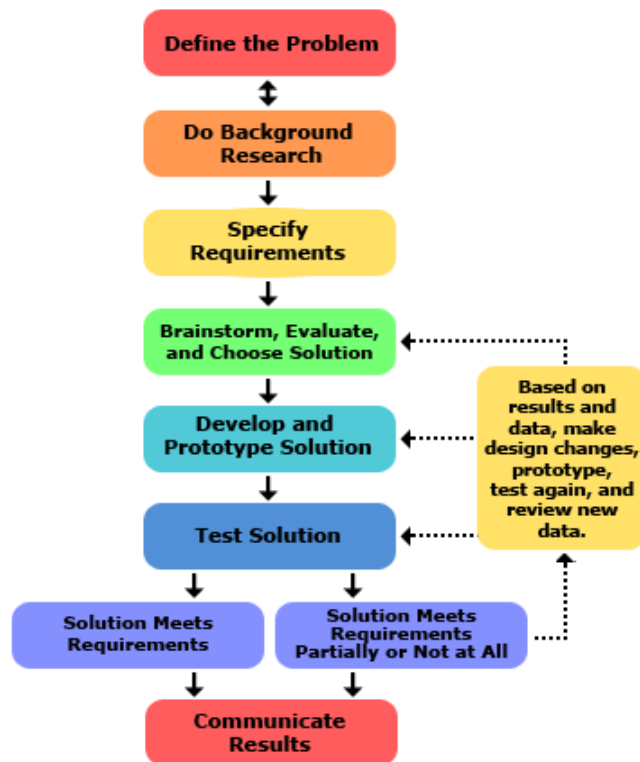 Define the Problem
Do Background
Research
Specify
Requirements
Brainstorm, Evaluate,
and Choose Solution
Develop and
Prototype Solution
Test Solution
Based on
results and
data, make
design changes,
prototype,
test again, and
review new
data.
Solution Meets
Requirements
Solution Meets
Requirements
Partially or Not at All
Communicate
Results